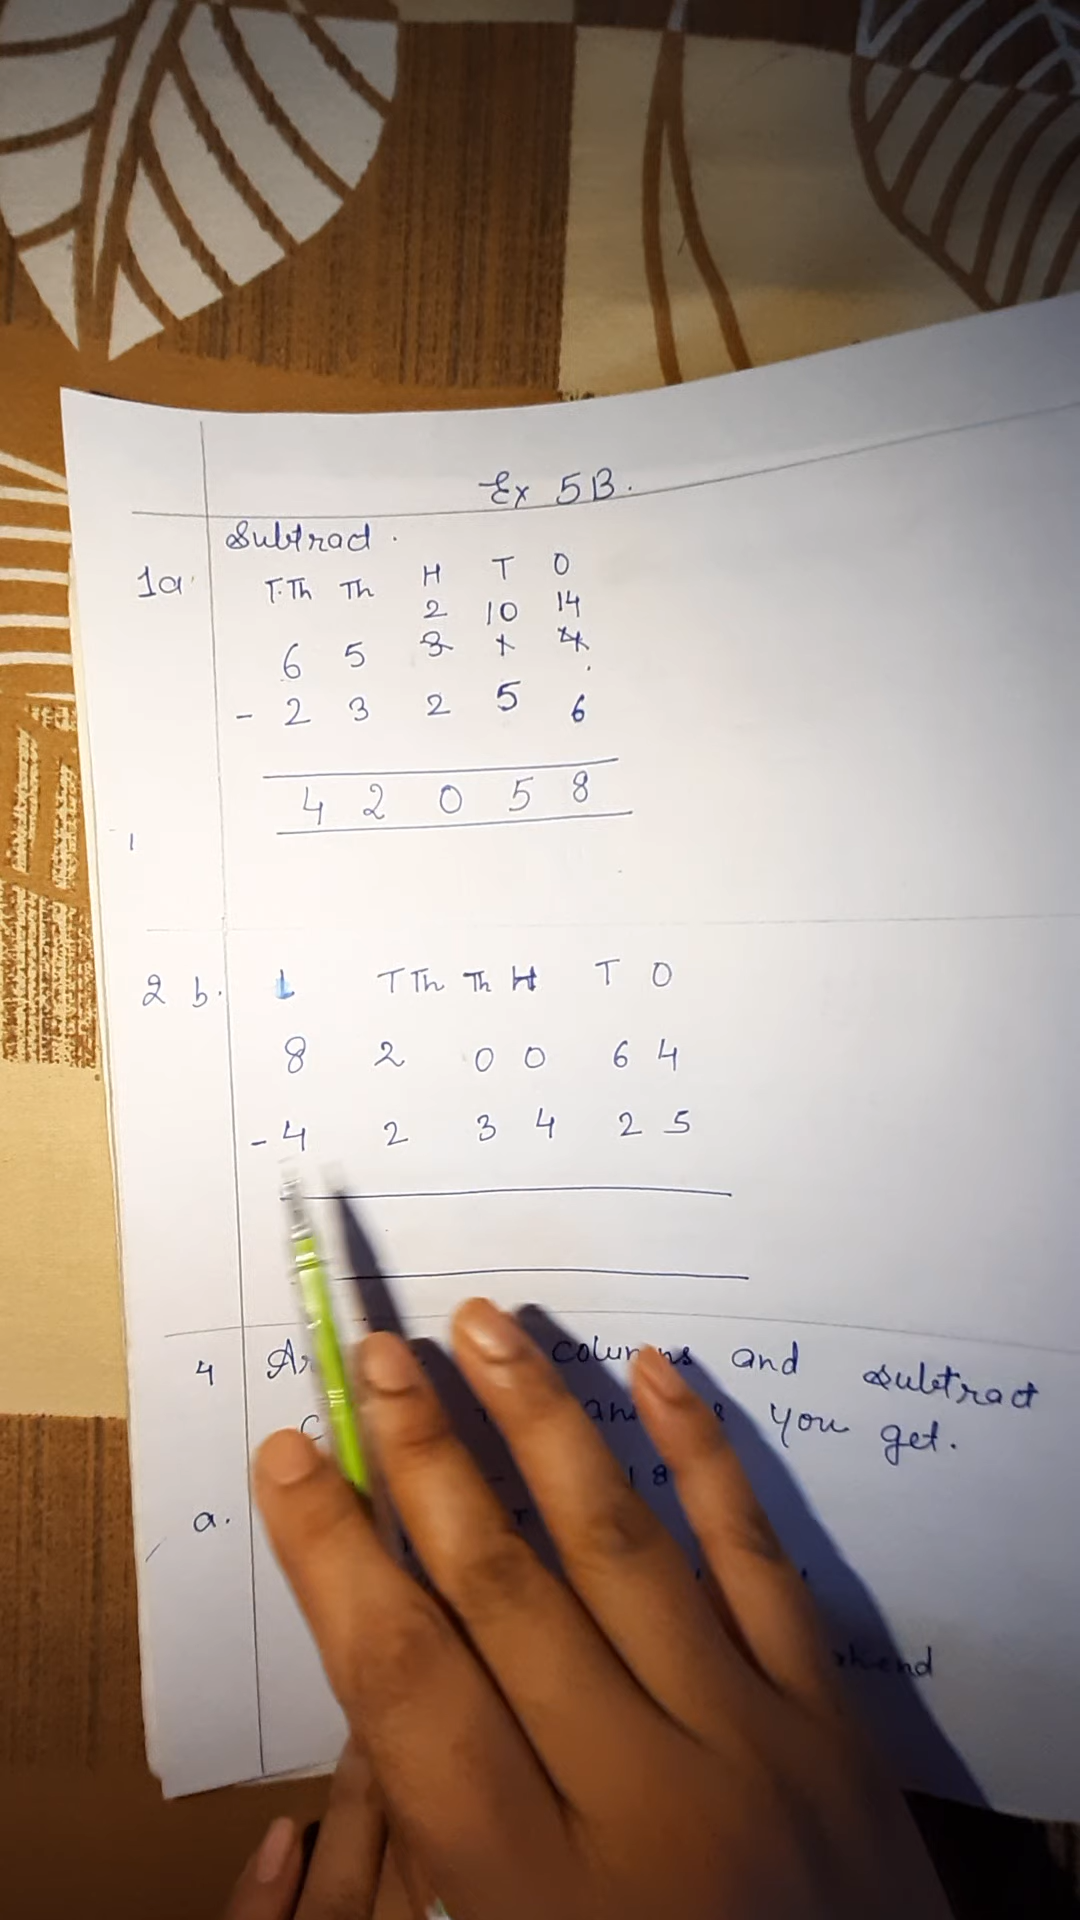 Ex 5B.
Subtract.
1a. T.Th Th H T O
2 10 14
6 5 3 1 4
- 2 3 2 5 6
4 2 0 5 8
2 b. L T Th Th H T O
8 2 0 0 6 4
- 4 2 3 4 2 5
4 columns and subtract
you get.
18
a. T